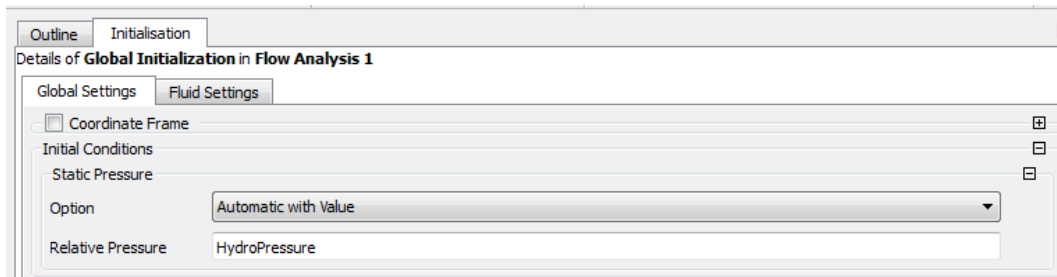 Outline Initialisation
Details of Global Initialization in Flow Analysis 1
Global Settings Fluid Settings
Coordinate Frame
Initial Conditions
Static Pressure
Option Automatic with Value
Relative Pressure HydroPressure